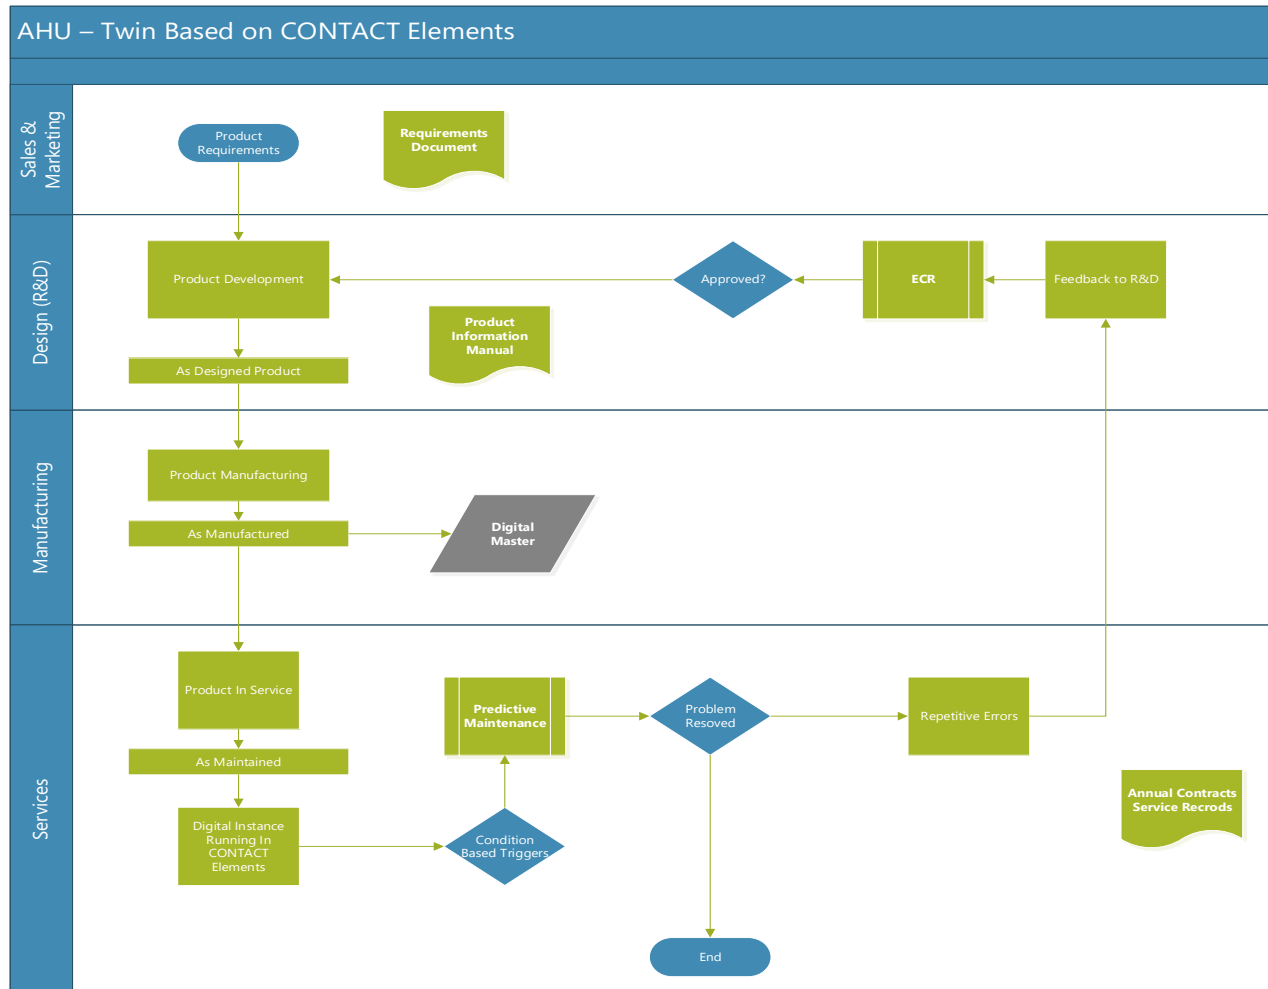 AHU – Twin Based on CONTACT Elements
Sales &
Marketing
Product
Requirements
Requirements
Document
Design (R&D)
Product Development
Approved?
ECR
Feedback to R&D
Product
Information
Manual
As Designed Product
Manufacturing
Product Manufacturing
As Manufactured
Digital
Master
Services
Product In Service
Predictive
Maintenance
Problem
Resoved
Repetitive Errors
As Maintained
Annual Contracts
Service Recrods
Digital Instance
Running In
CONTACT
Elements
Condition
Based Triggers
End